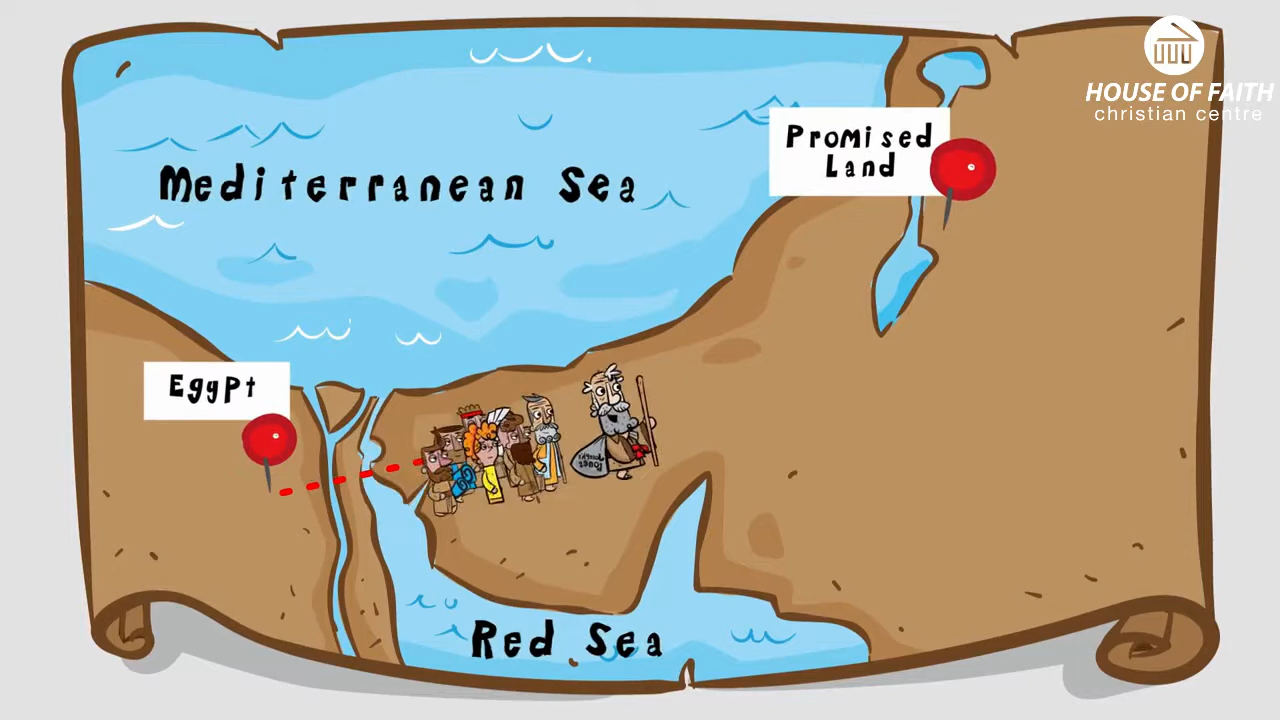 HOUSE OF FAITH
christian centre
Promised
Land
Mediterranean Sea
Egypt
Red Sea